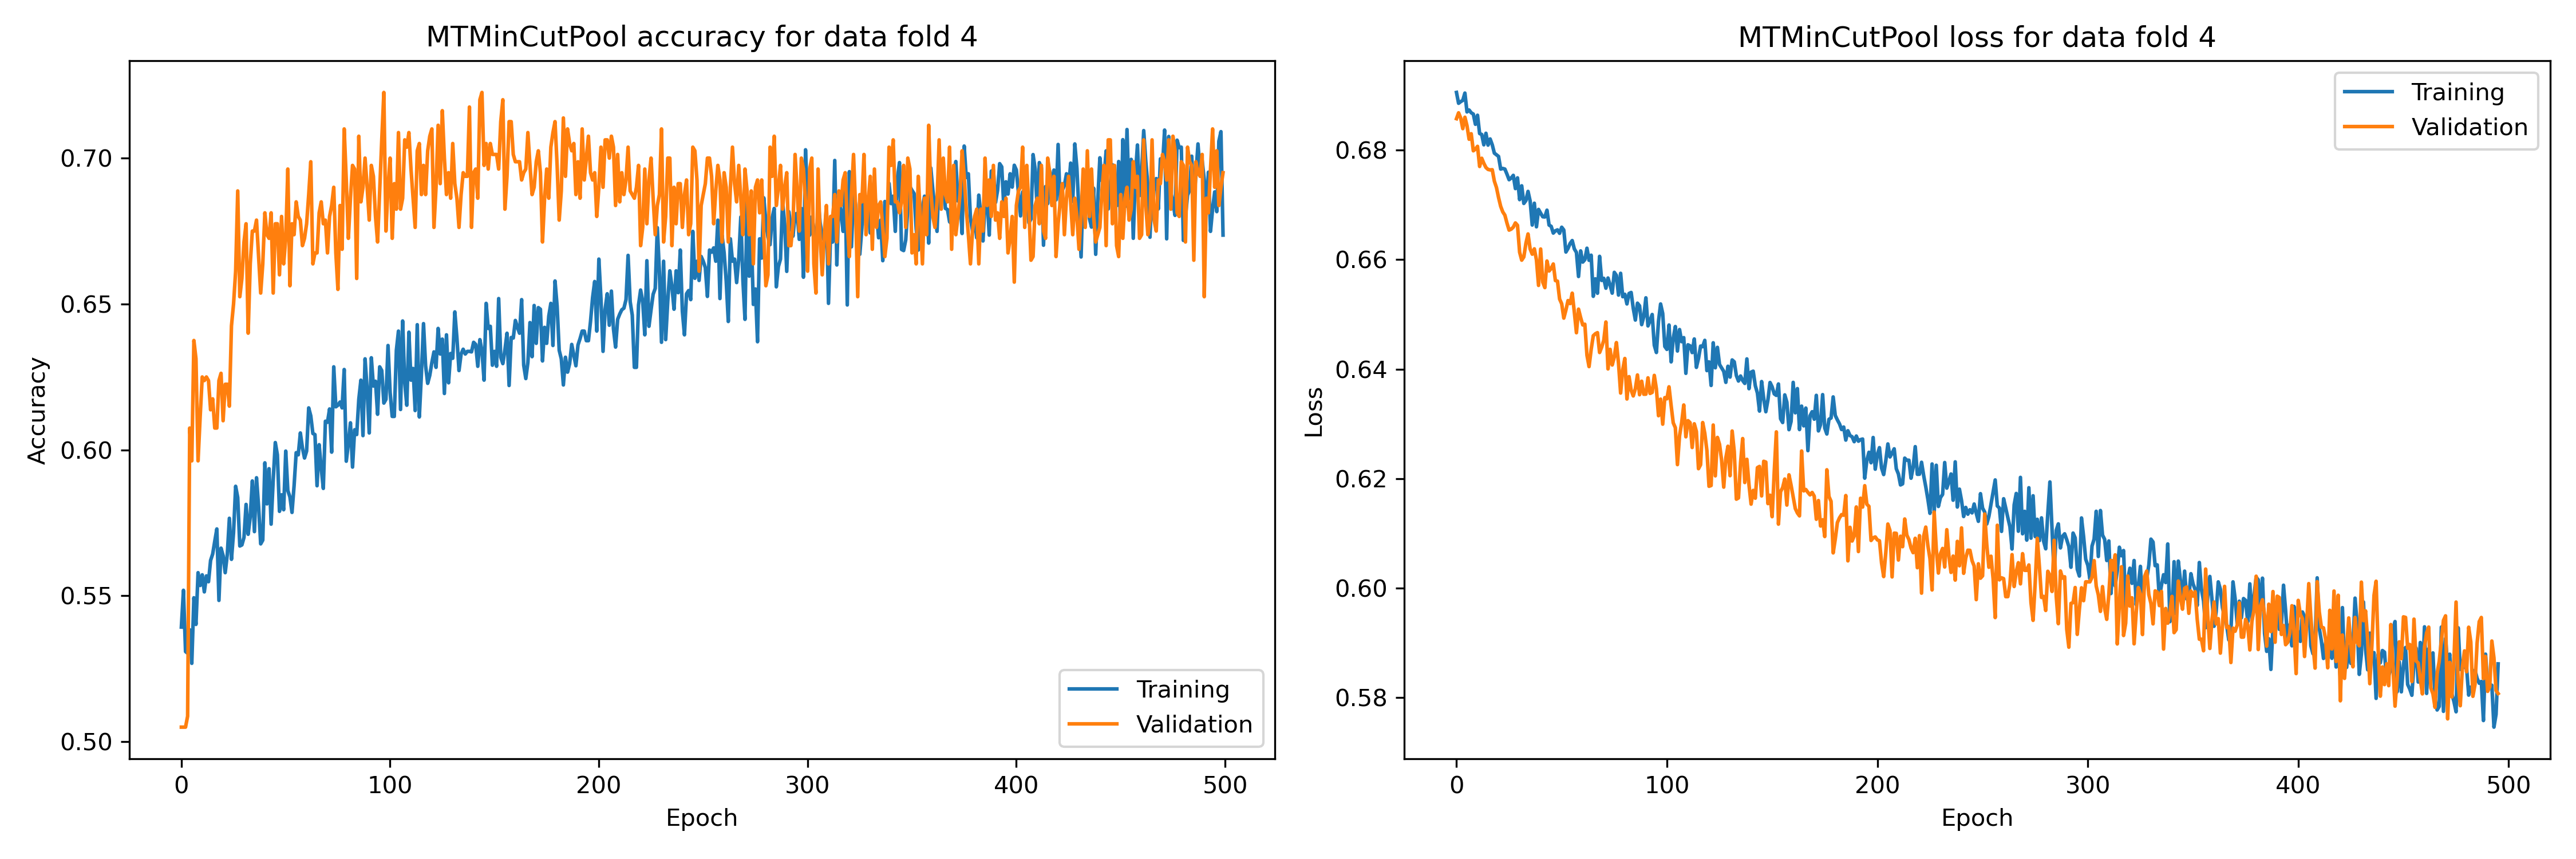 MTMinCutPool accuracy for data fold 4
0.70
0.65
0.60
0.55
0.50
Accuracy
Training
Validation
0
100
200
300
400
500
Epoch
MTMinCutPool loss for data fold 4
Training
Validation
0.68
0.66
0.64
0.62
0.60
0.58
Loss
0
100
200
300
400
500
Epoch